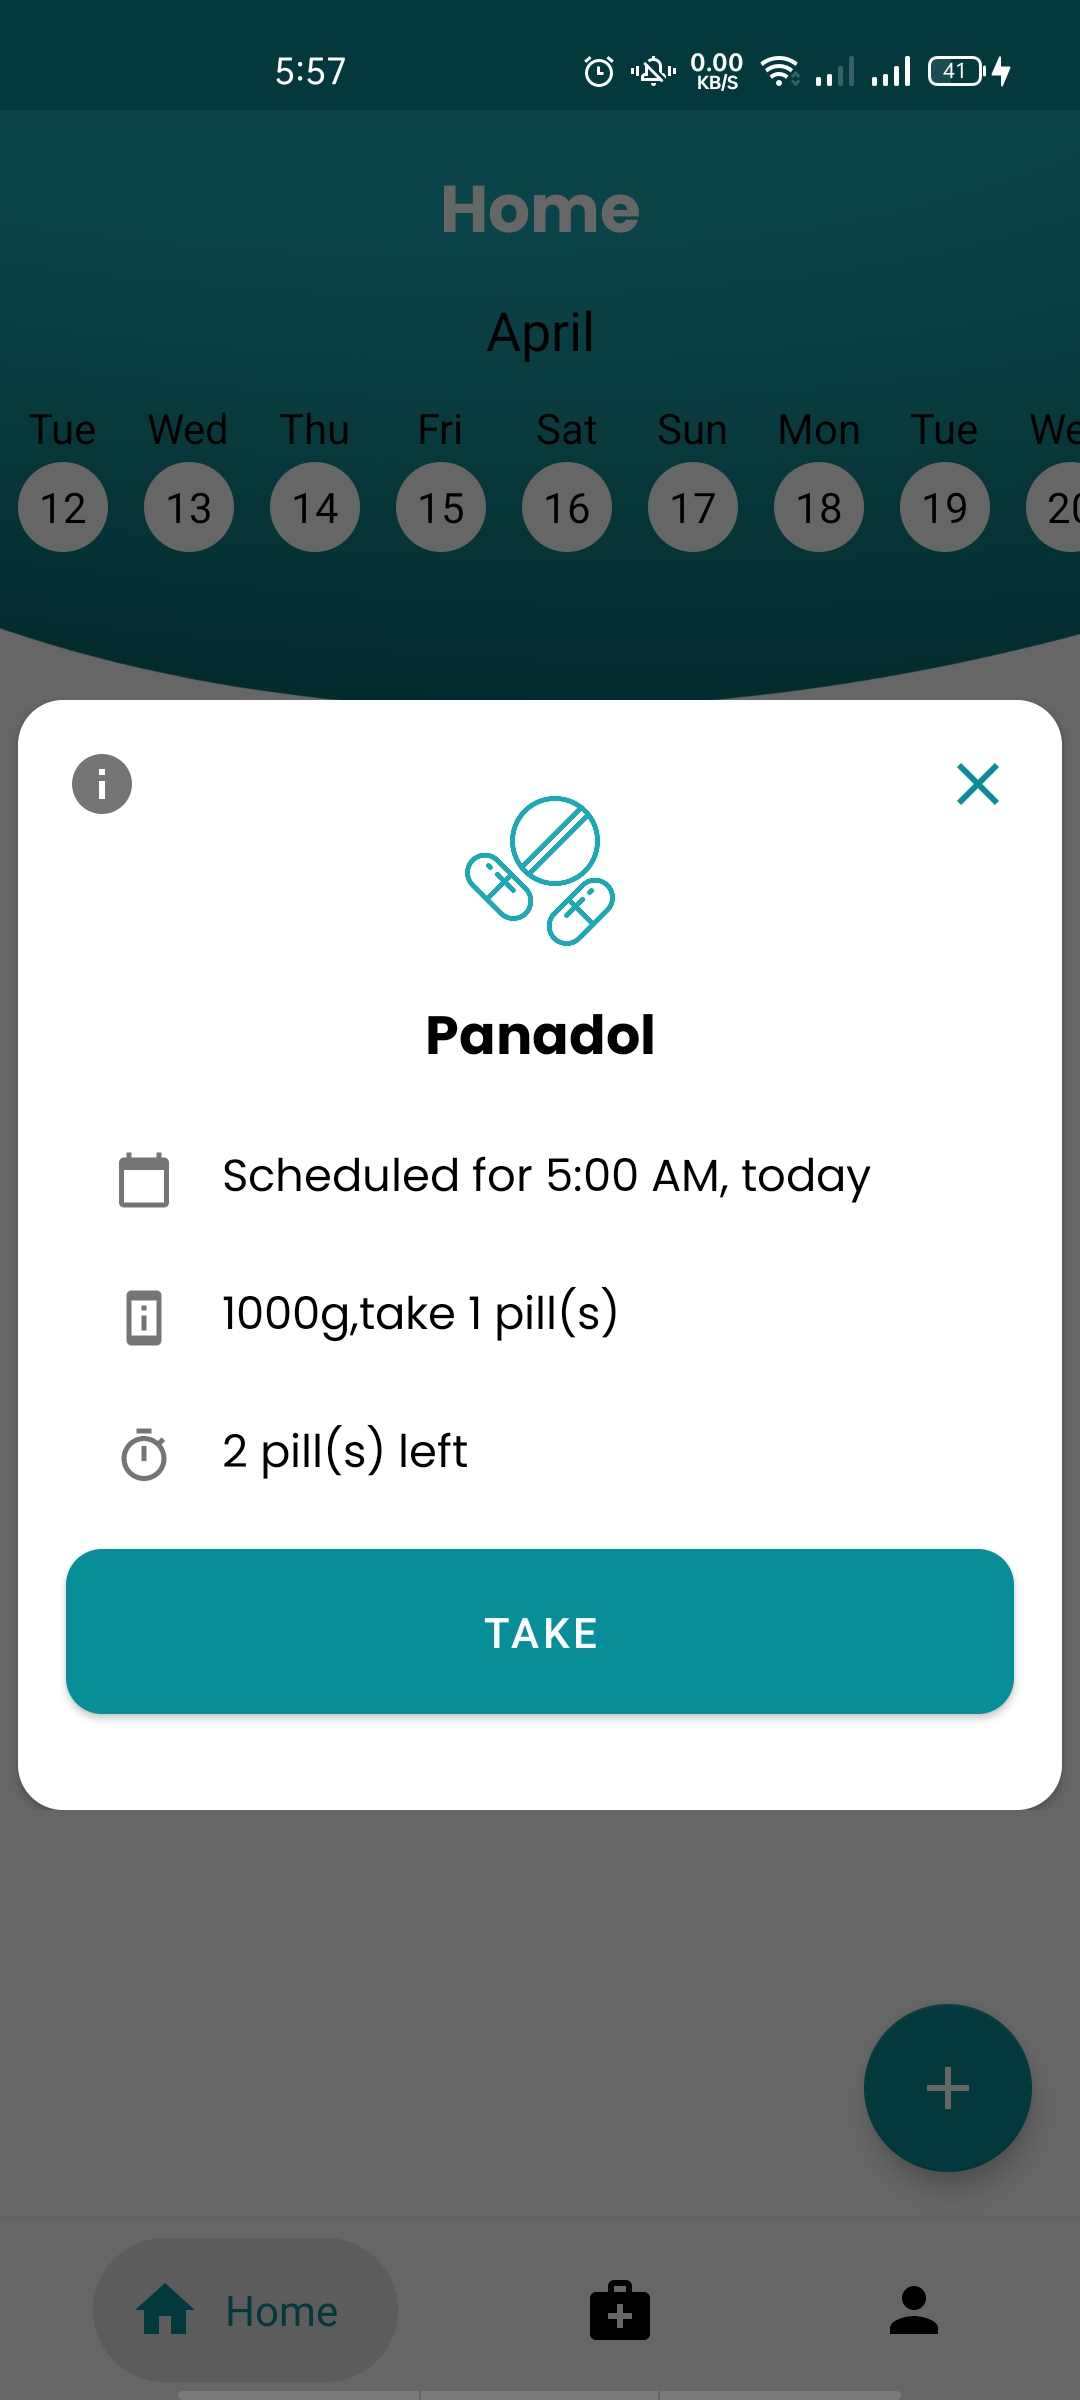 5:57 0.00 KB/S 41
Home
April
Tue Wed Thu Fri Sat Sun Mon Tue We
12 13 14 15 16 17 18 19 20
Panadol
Scheduled for 5:00 AM, today
1000g,take 1 pill(s)
2 pill(s) left
TAKE
Home